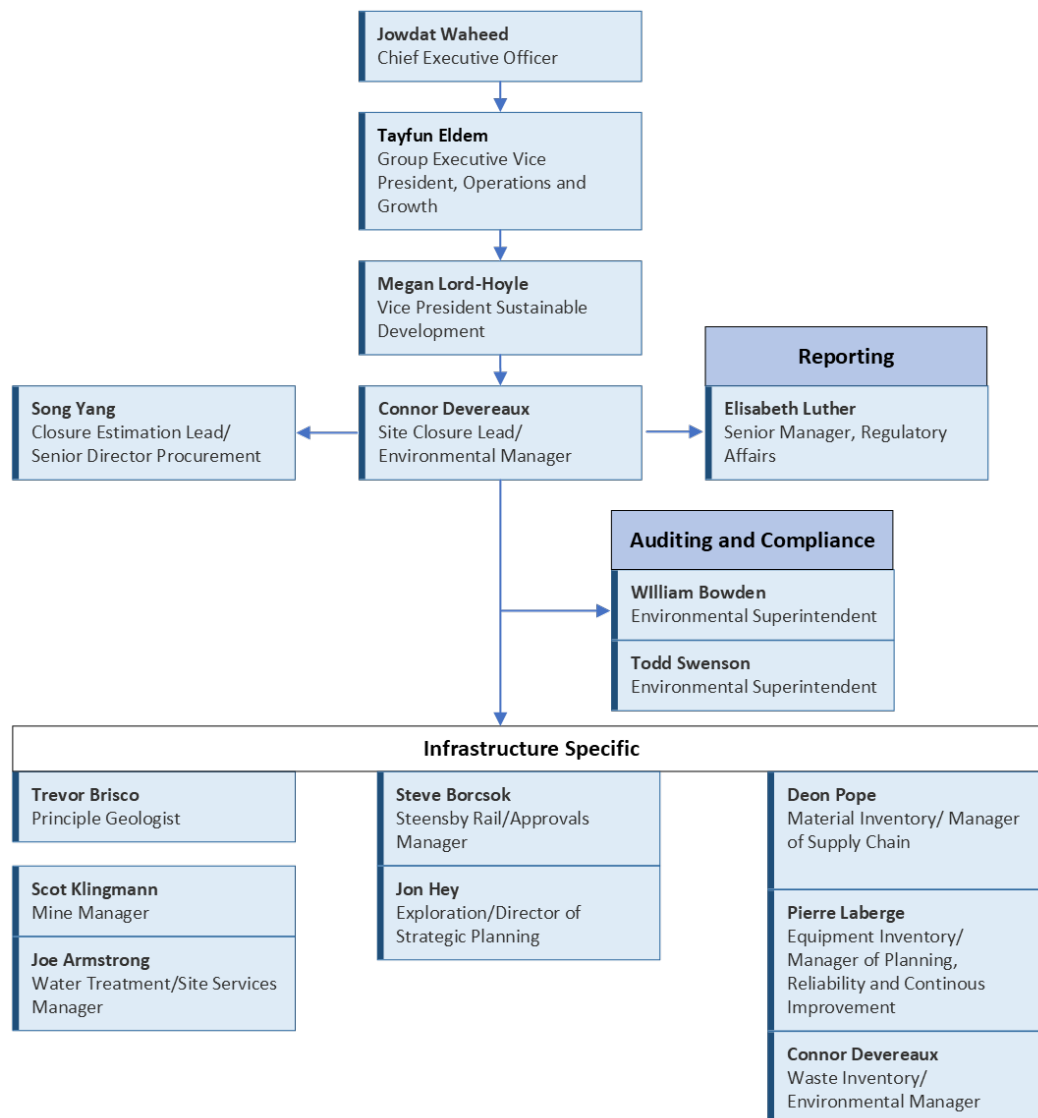 Jowdat Waheed
Chief Executive Officer
Tayfun Eldem
Group Executive Vice
President, Operations and
Growth
Megan Lord-Hoyle
Vice President Sustainable
Development
Reporting
Song Yang
Closure Estimation Lead/
Senior Director Procurement
Connor Devereaux
Site Closure Lead/
Environmental Manager
Elisabeth Luther
Senior Manager, Regulatory
Affairs
Auditing and Compliance
WIlliam Bowden
Environmental Superintendent
Todd Swenson
Environmental Superintendent
Infrastructure Specific
Trevor Brisco
Principle Geologist
Scot Klingmann
Mine Manager
Joe Armstrong
Water Treatment/Site Services
Manager
Steve Borcsok
Steensby Rail/Approvals
Manager
Jon Hey
Exploration/Director of
Strategic Planning
Deon Pope
Material Inventory/ Manager
of Supply Chain
Pierre Laberge
Equipment Inventory/
Manager of Planning,
Reliability and Continous
Improvement
Connor Devereaux
Waste Inventory/
Environmental Manager